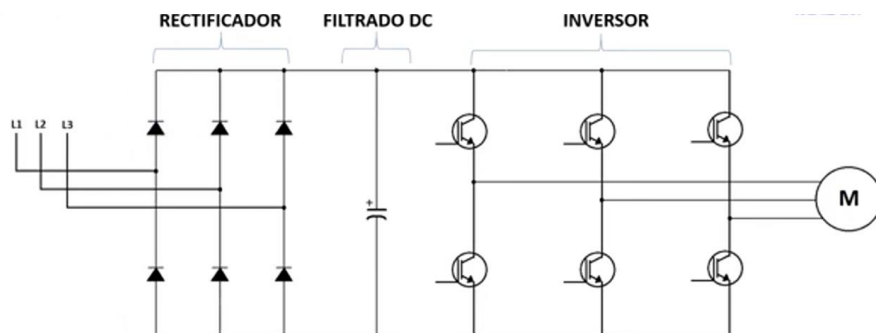 RECTIFICADOR
FILTRADO DC
INVERSOR
L1
L2
L3
+
M